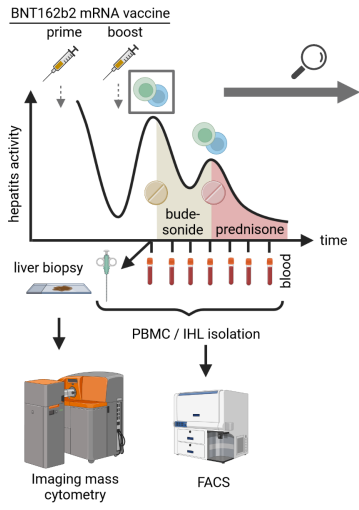 BNT162b2 mRNA vaccine
prime
boost
hepatits activity
bude-
sonide
prednisone
time
liver biopsy
blood
PBMC / IHL isolation
Imaging mass
cytometry
FACS